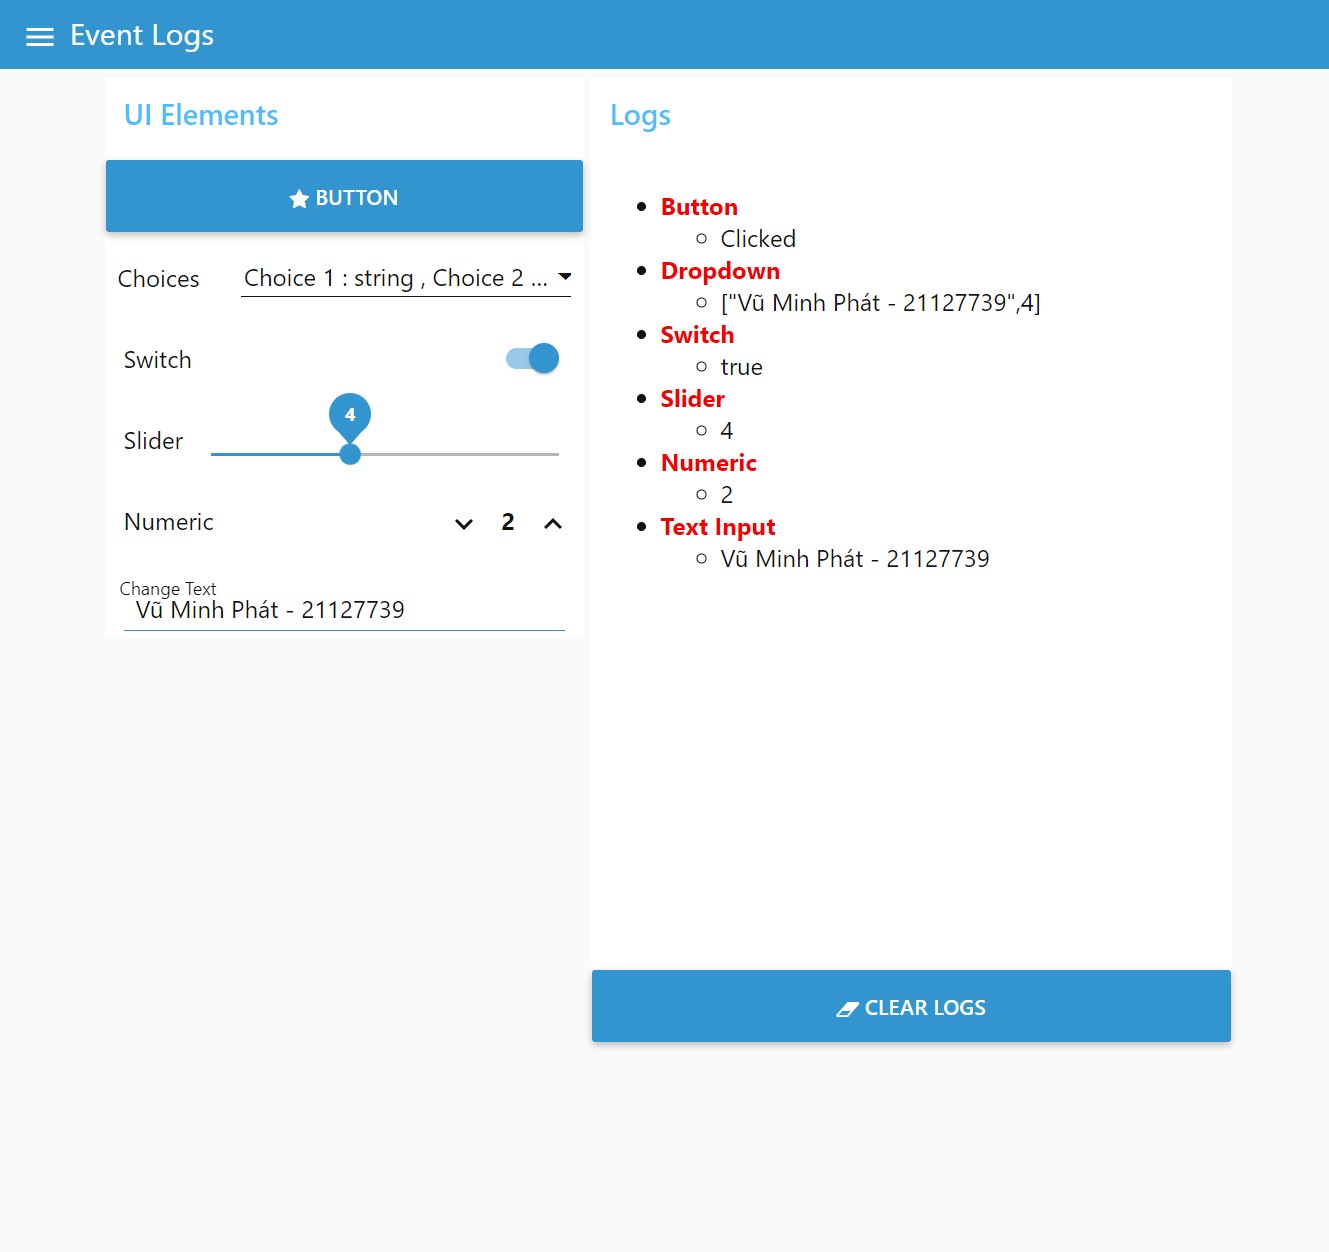 Event Logs
UI Elements
BUTTON
Choices Choice 1 : string , Choice 2 ...
Switch
4
Slider
Numeric 2
Change Text
Vũ Minh Phát - 21127739
Logs
Button
Clicked
Dropdown
["Vũ Minh Phát - 21127739",4]
Switch
true
Slider
4
Numeric
2
Text Input
Vũ Minh Phát - 21127739
CLEAR LOGS